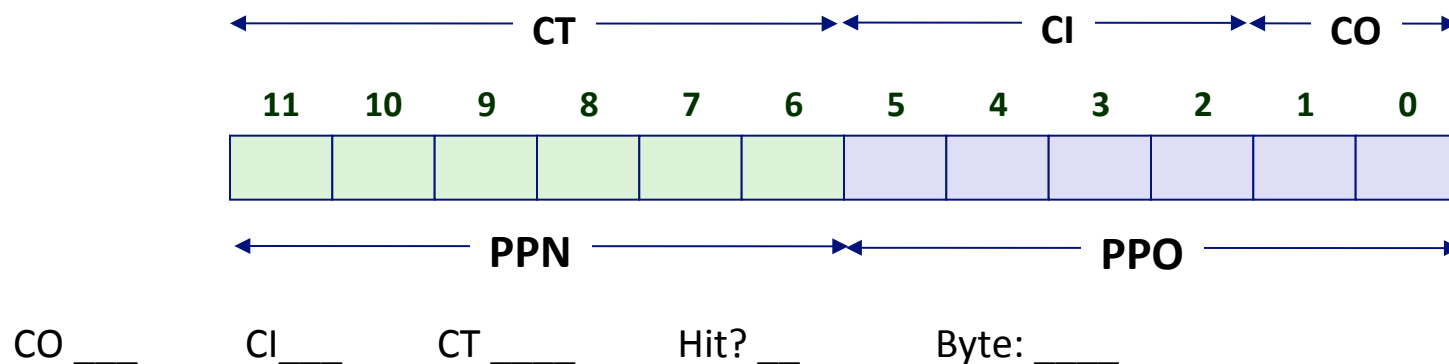 CT CI CO
11 10 9 8 7 6 5 4 3 2 1 0
PPN PPO
CO ___ CI___ CT ____ Hit? __ Byte: ____